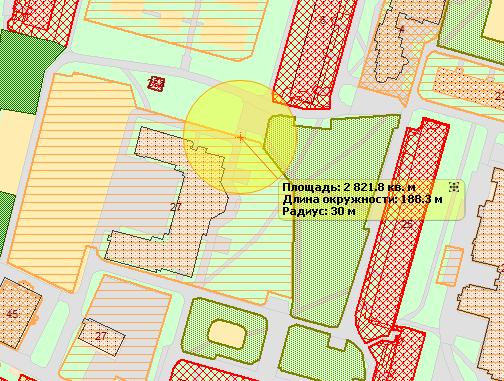 27
Площадь: 2 821.8 кв. м
Длина окружности: 188.3 м
Радиус: 30 м
45
27